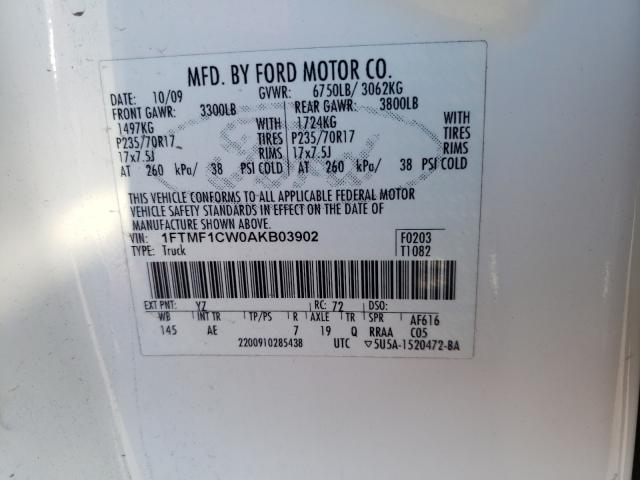 MFD. BY FORD MOTOR CO.
DATE: 10/09 GVWR: 6750LB/ 3062KG
FRONT GAWR: 3300LB REAR GAWR: 3800LB
1497KG WITH 1724KG WITH
P235/70R17 TIRES P235/70R17 TIRES
17x7.5J RIMS 17x7.5J RIMS
AT 260 kPa/ 38 PSI COLD AT 260 kPa/ 38 PSI COLD
THIS VEHICLE CONFORMS TO ALL APPLICABLE FEDERAL MOTOR
VEHICLE SAFETY STANDARDS IN EFFECT ON THE DATE OF
MANUFACTURE SHOWN ABOVE.
VIN: 1FTMF1CW0AKB03902 F0203
TYPE: Truck T1082
EXT PNT: YZ RC: 72 DSO:
WB INT TR TP/PS R AXLE TR SPR AF616
145 AE 7 19 Q RRAA C05
2200910285438 UTC ▽5U5A-1520472-BA
Ford